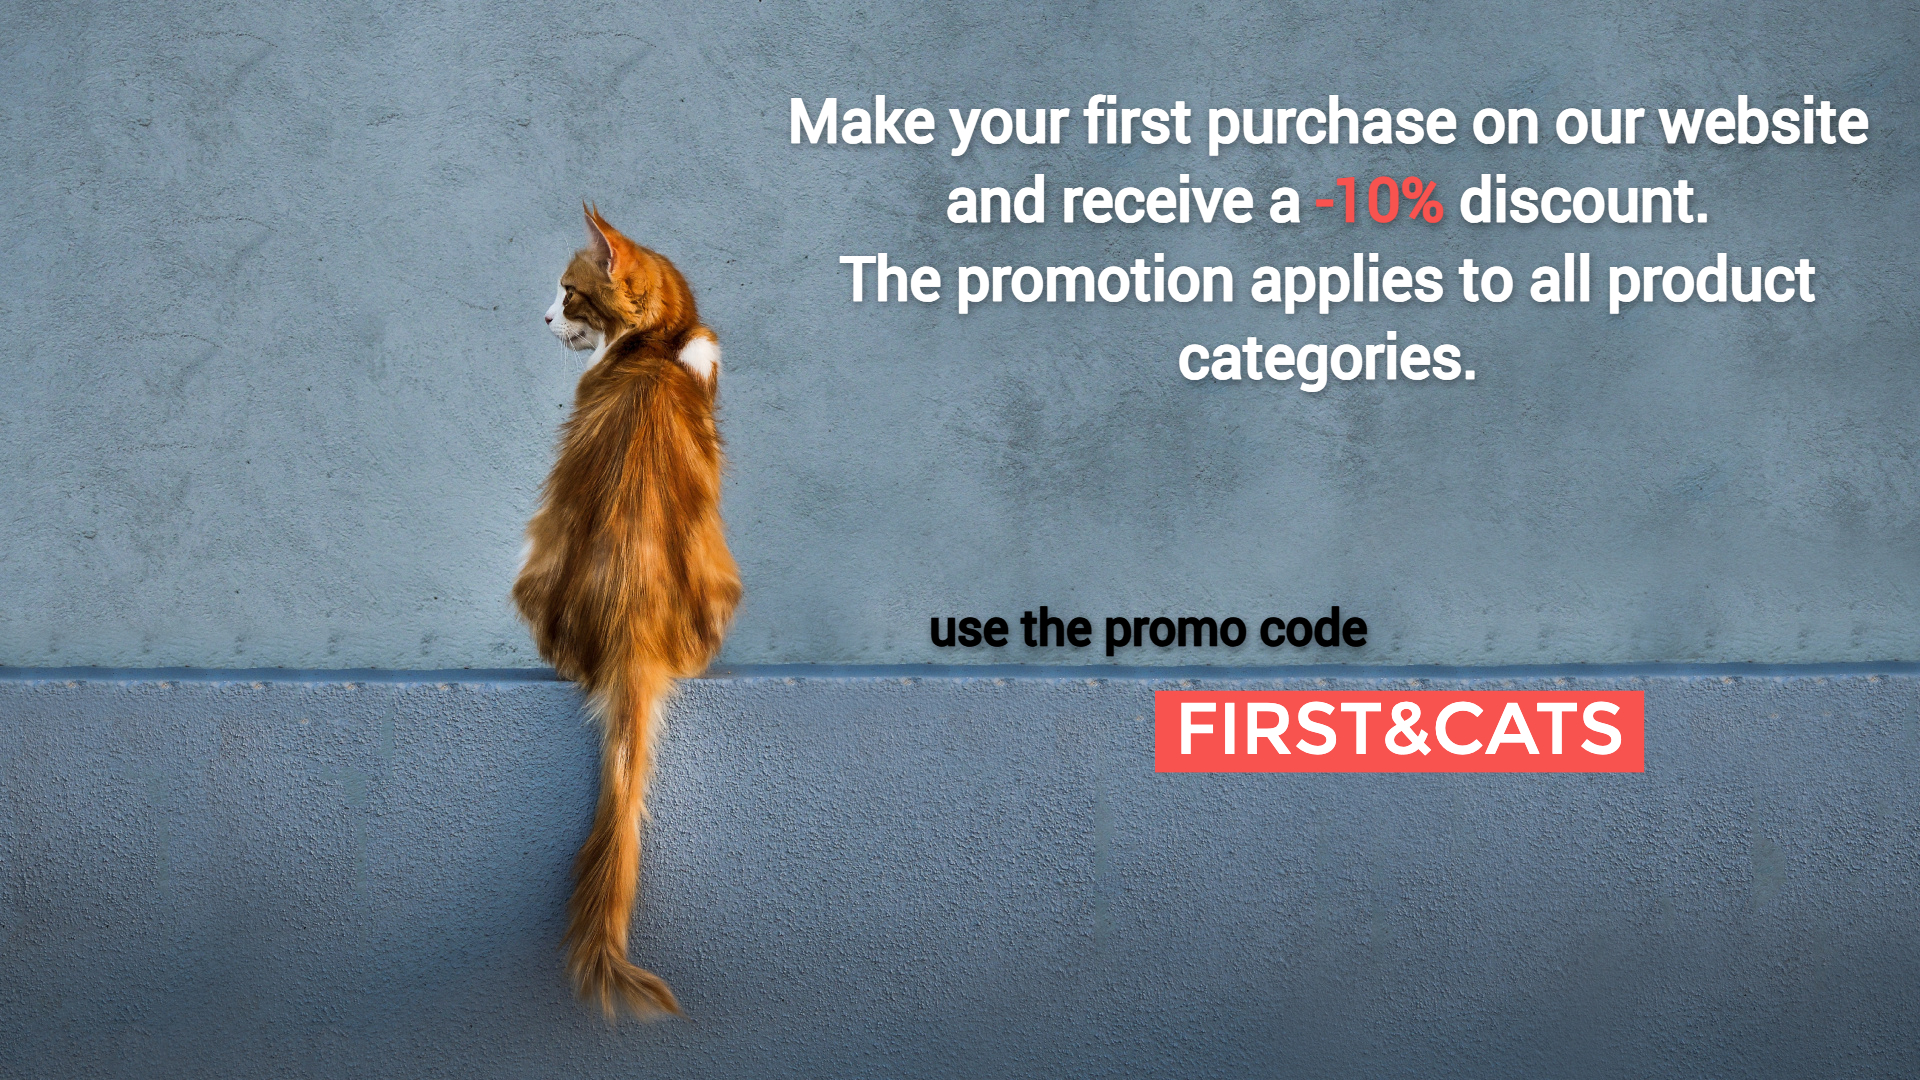 Make your first purchase on our website
and receive a -10% discount.
The promotion applies to all product
categories.
use the promo code
FIRST&CATS